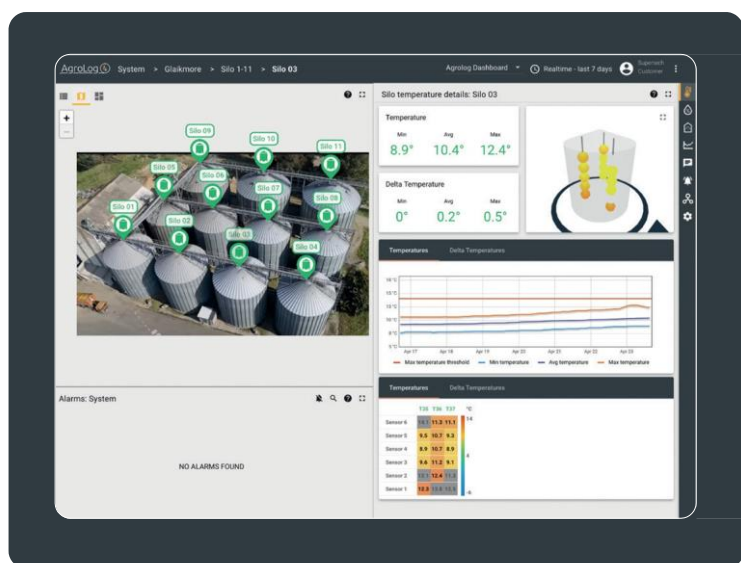 AgroLog System > Glaikmore > Silo 1-11 > Silo 03
Agrolog Dashboard
Realtime - last 7 days
Customer
Silo 09
Silo 10
Silo 11
Silo 05
Silo 06
Silo 07
Silo 08
Silo 01
Silo 02
Silo 03
Silo 04
+
-
Alarms: System
NO ALARMS FOUND
Silo temperature details: Silo 03
Temperature
Min Avg Max
8.9° 10.4° 12.4°
Delta Temperature
Min Avg Max
0° 0.2° 0.5°
Temperatures Delta Temperatures
Apr 17 Apr 18 Apr 19 Apr 20 Apr 21 Apr 22 Apr 23
Max temperature threshold Min temperature Avg temperature Max temperature
Temperatures Delta Temperatures
T35 T36 T37 °C
14
Sensor 6 11.3 11.1
Sensor 5 9.5 10.7 9.3
Sensor 4 8.9 10.7 8.9
4
Sensor 3 9.6 11.2 9.1
Sensor 2 12.4
Sensor 1 12.3
-6